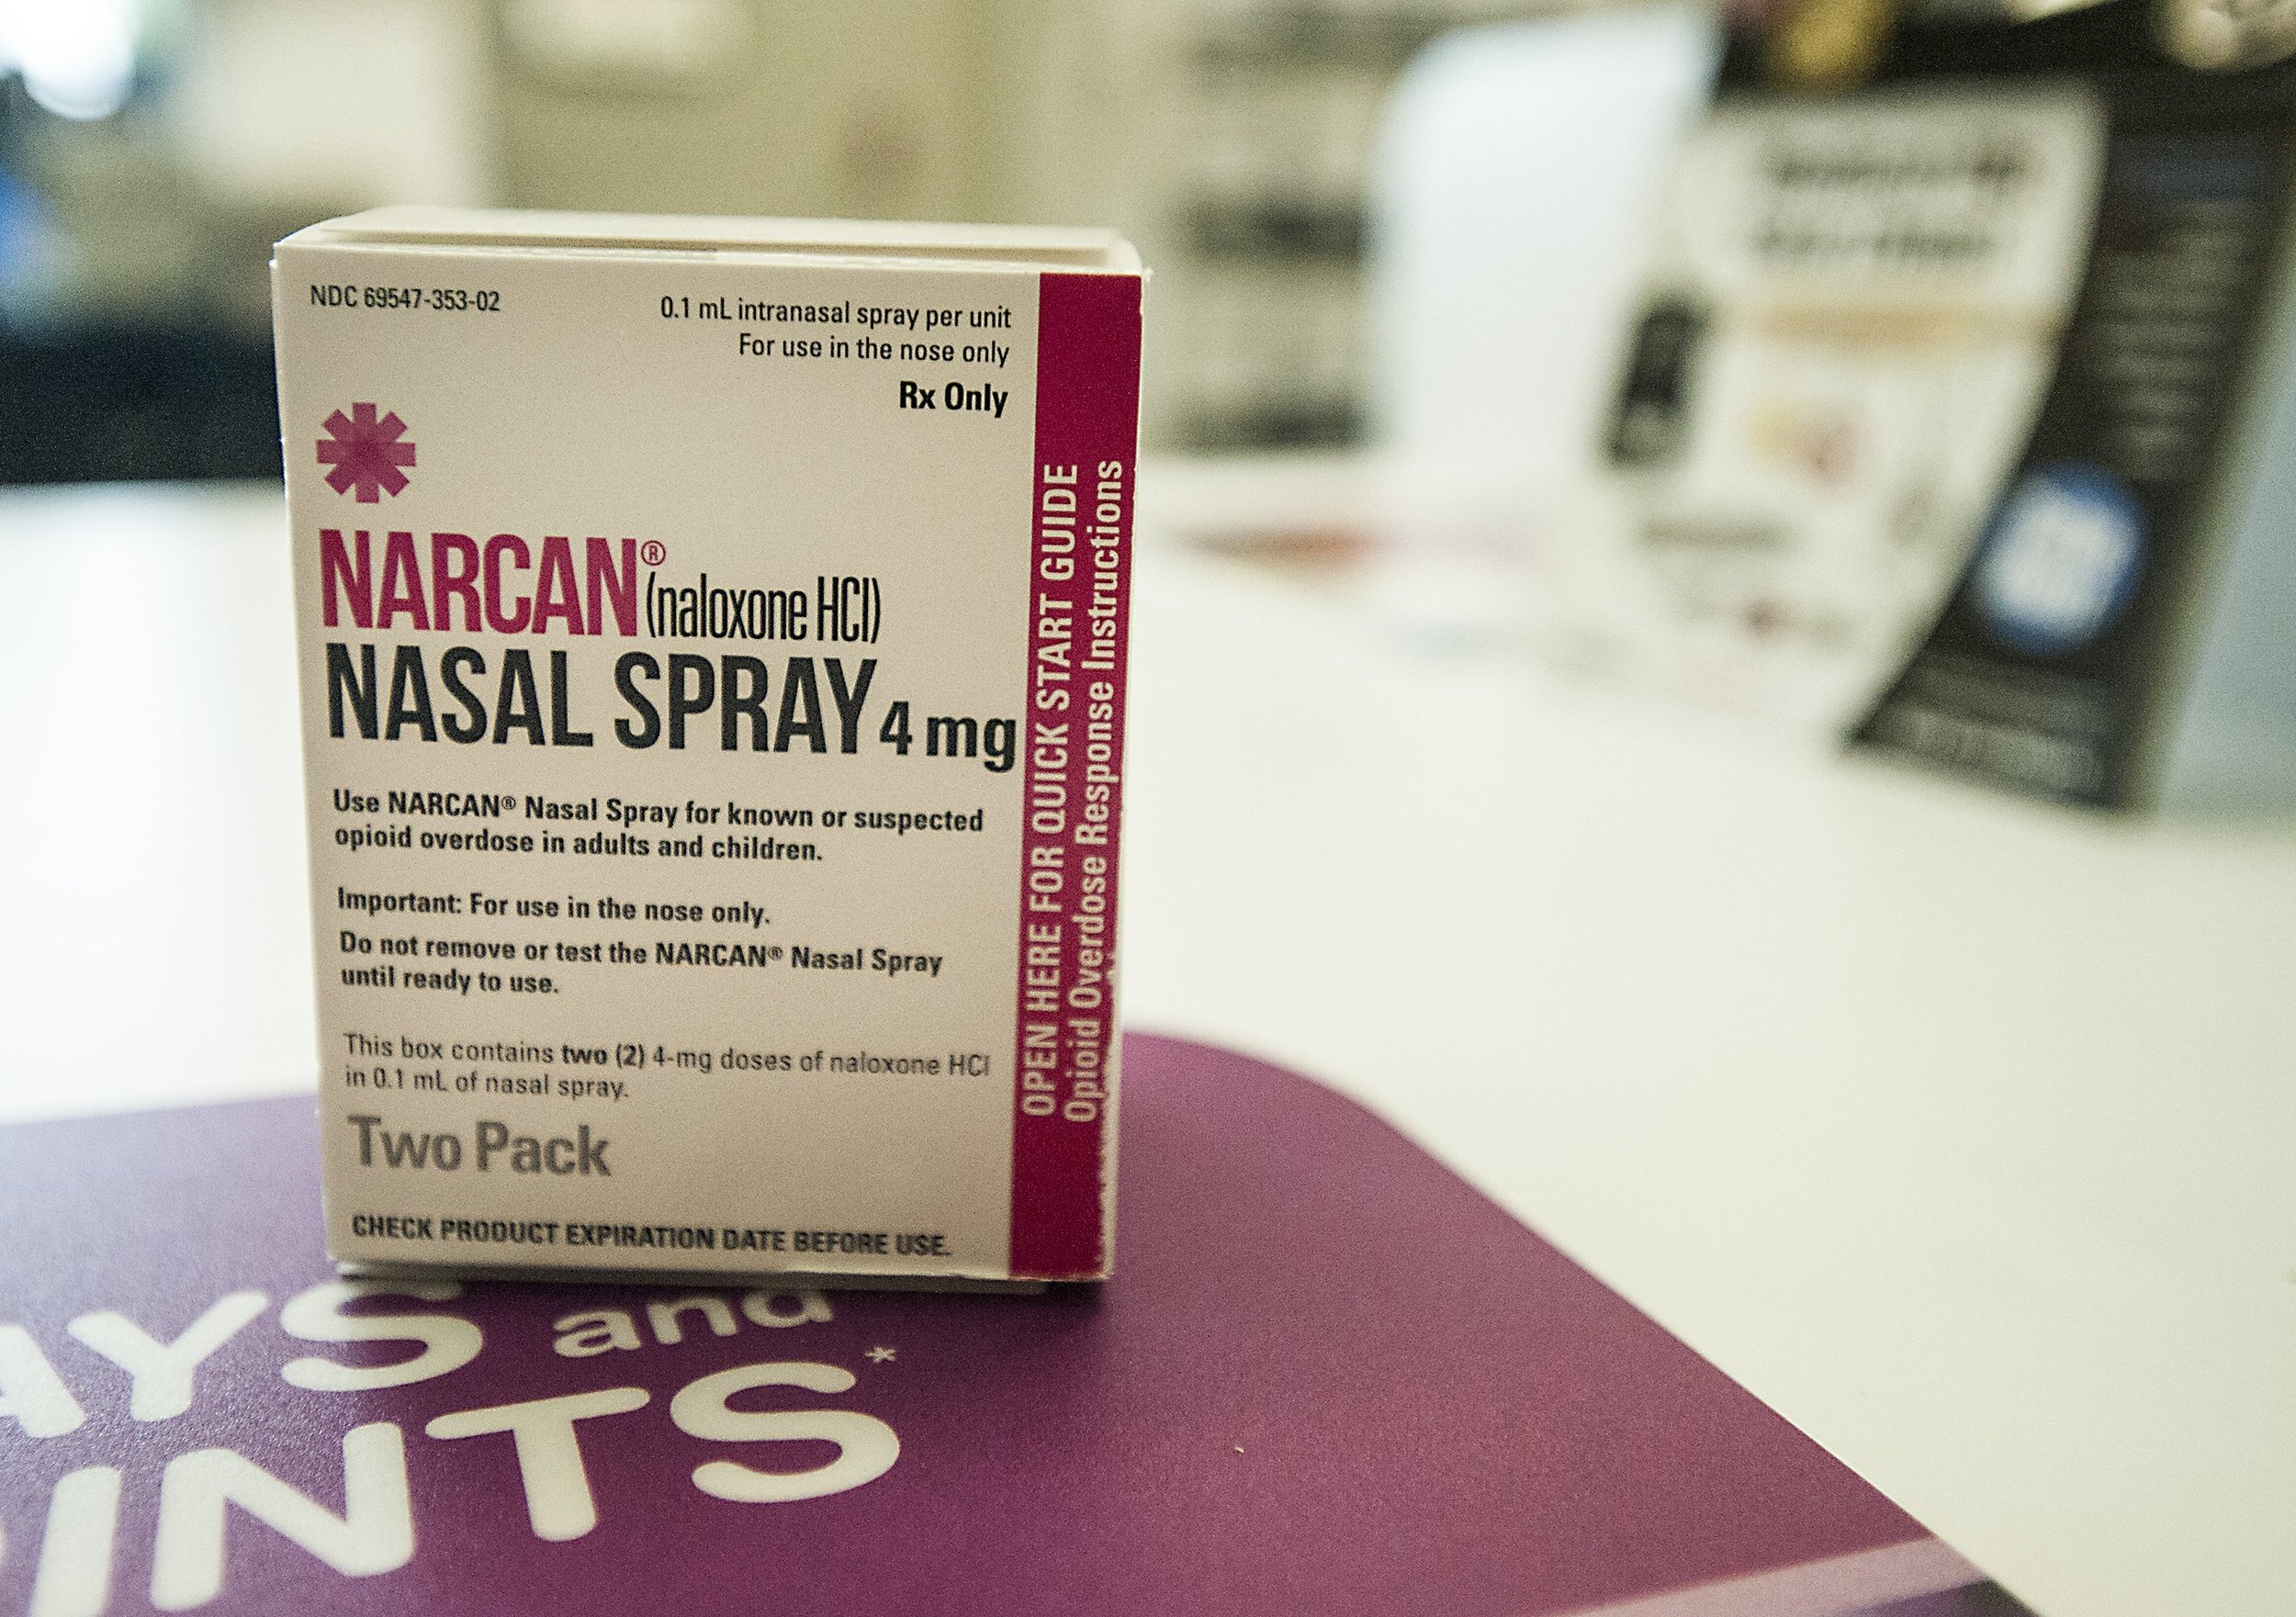 NDC 69547-353-02
0.1 mL intranasal spray per unit
For use in the nose only
Rx Only
NARCAN® (naloxone HCl)
NASAL SPRAY 4 mg
Use NARCAN® Nasal Spray for known or suspected
opioid overdose in adults and children.
Important: For use in the nose only.
Do not remove or test the NARCAN® Nasal Spray
until ready to use.
This box contains two (2) 4-mg doses of naloxone HCl
in 0.1 mL of nasal spray.
Two Pack
CHECK PRODUCT EXPIRATION DATE BEFORE USE.
OPEN HERE FOR QUICK START GUIDE
Opioid Overdose Response Instructions
AYS and
INTS*